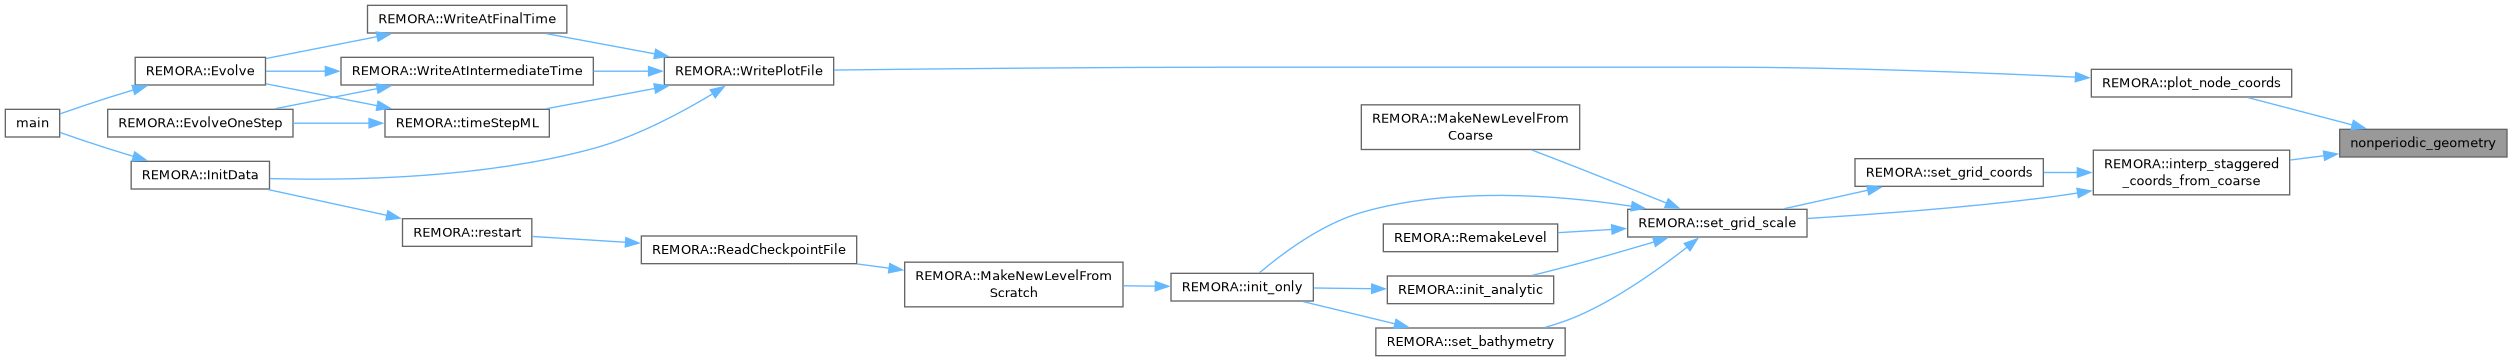 REMORA::WriteAtFinalTime
REMORA::Evolve
REMORA::WriteAtIntermediateTime
REMORA::WritePlotFile
REMORA::plot_node_coords
main
REMORA::EvolveOneStep
REMORA::timeStepML
REMORA::MakeNewLevelFrom
Coarse
nonperiodic_geometry
REMORA::InitData
REMORA::set_grid_coords
REMORA::interp_staggered
_coords_from_coarse
REMORA::restart
REMORA::set_grid_scale
REMORA::RemakeLevel
REMORA::ReadCheckpointFile
REMORA::MakeNewLevelFrom
Scratch
REMORA::init_only
REMORA::init_analytic
REMORA::set_bathymetry